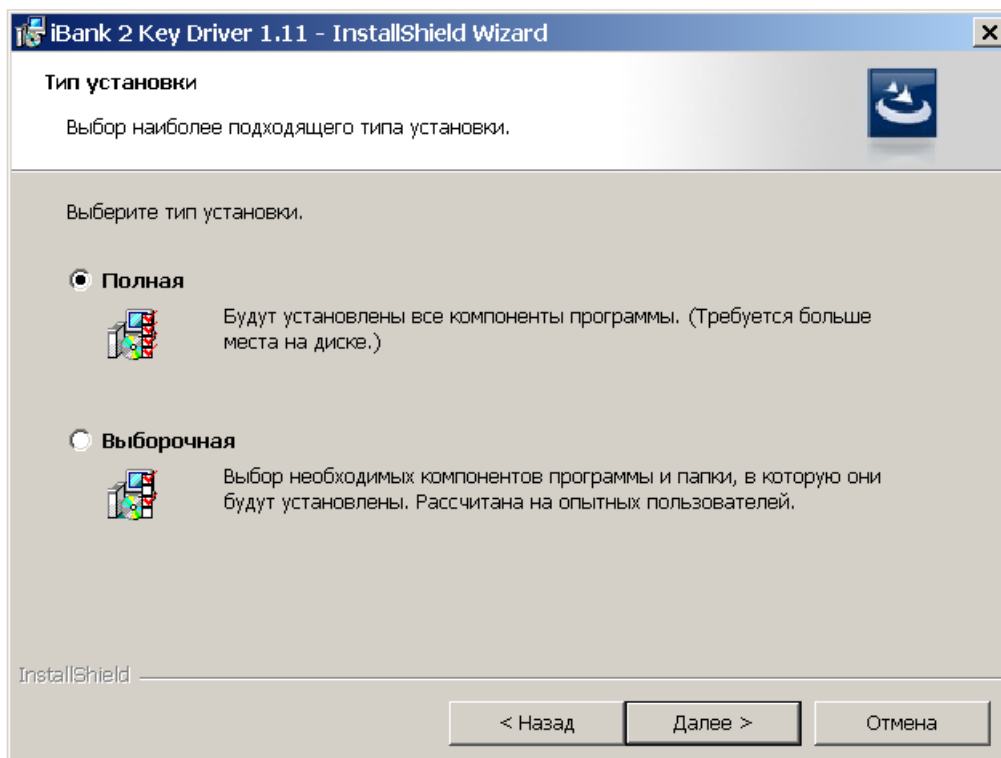 iBank 2 Key Driver 1.11 - InstallShield Wizard
Тип установки
Выбор наиболее подходящего типа установки.
Выберите тип установки.
Полная
Будут установлены все компоненты программы. (Требуется больше
места на диске.)
Выборочная
Выбор необходимых компонентов программы и папки, в которую они
будут установлены. Рассчитана на опытных пользователей.
InstallShield
< Назад
Далее >
Отмена